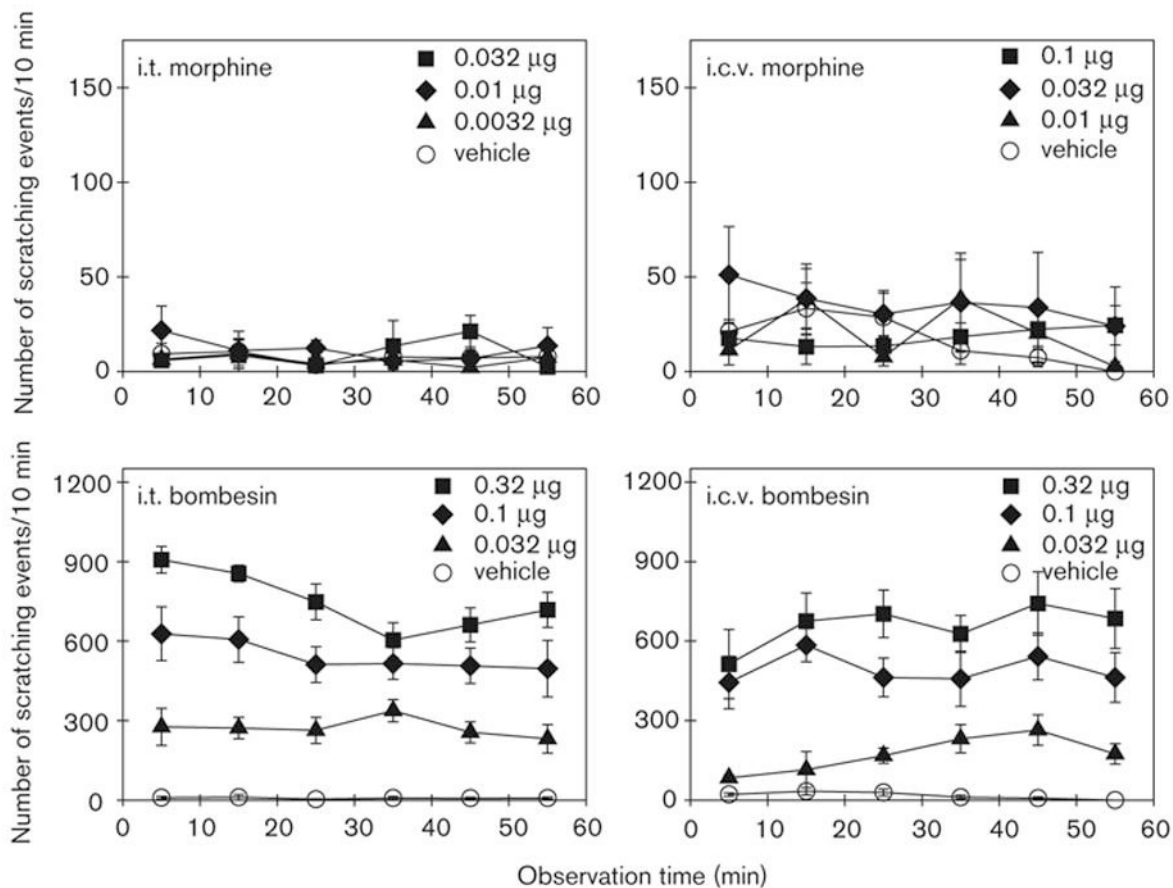 Number of scratching events/10 min
i.t. morphine
0.032 µg
0.01 µg
0.0032 µg
vehicle
150
100
50
0
0 10 20 30 40 50 60
i.c.v. morphine
0.1 µg
0.032 µg
0.01 µg
vehicle
150
100
50
0
0 10 20 30 40 50 60
Number of scratching events/10 min
i.t. bombesin
0.32 µg
0.1 µg
0.032 µg
vehicle
1200
900
600
300
0
0 10 20 30 40 50 60
i.c.v. bombesin
0.32 µg
0.1 µg
0.032 µg
vehicle
1200
900
600
300
0
0 10 20 30 40 50 60
Observation time (min)